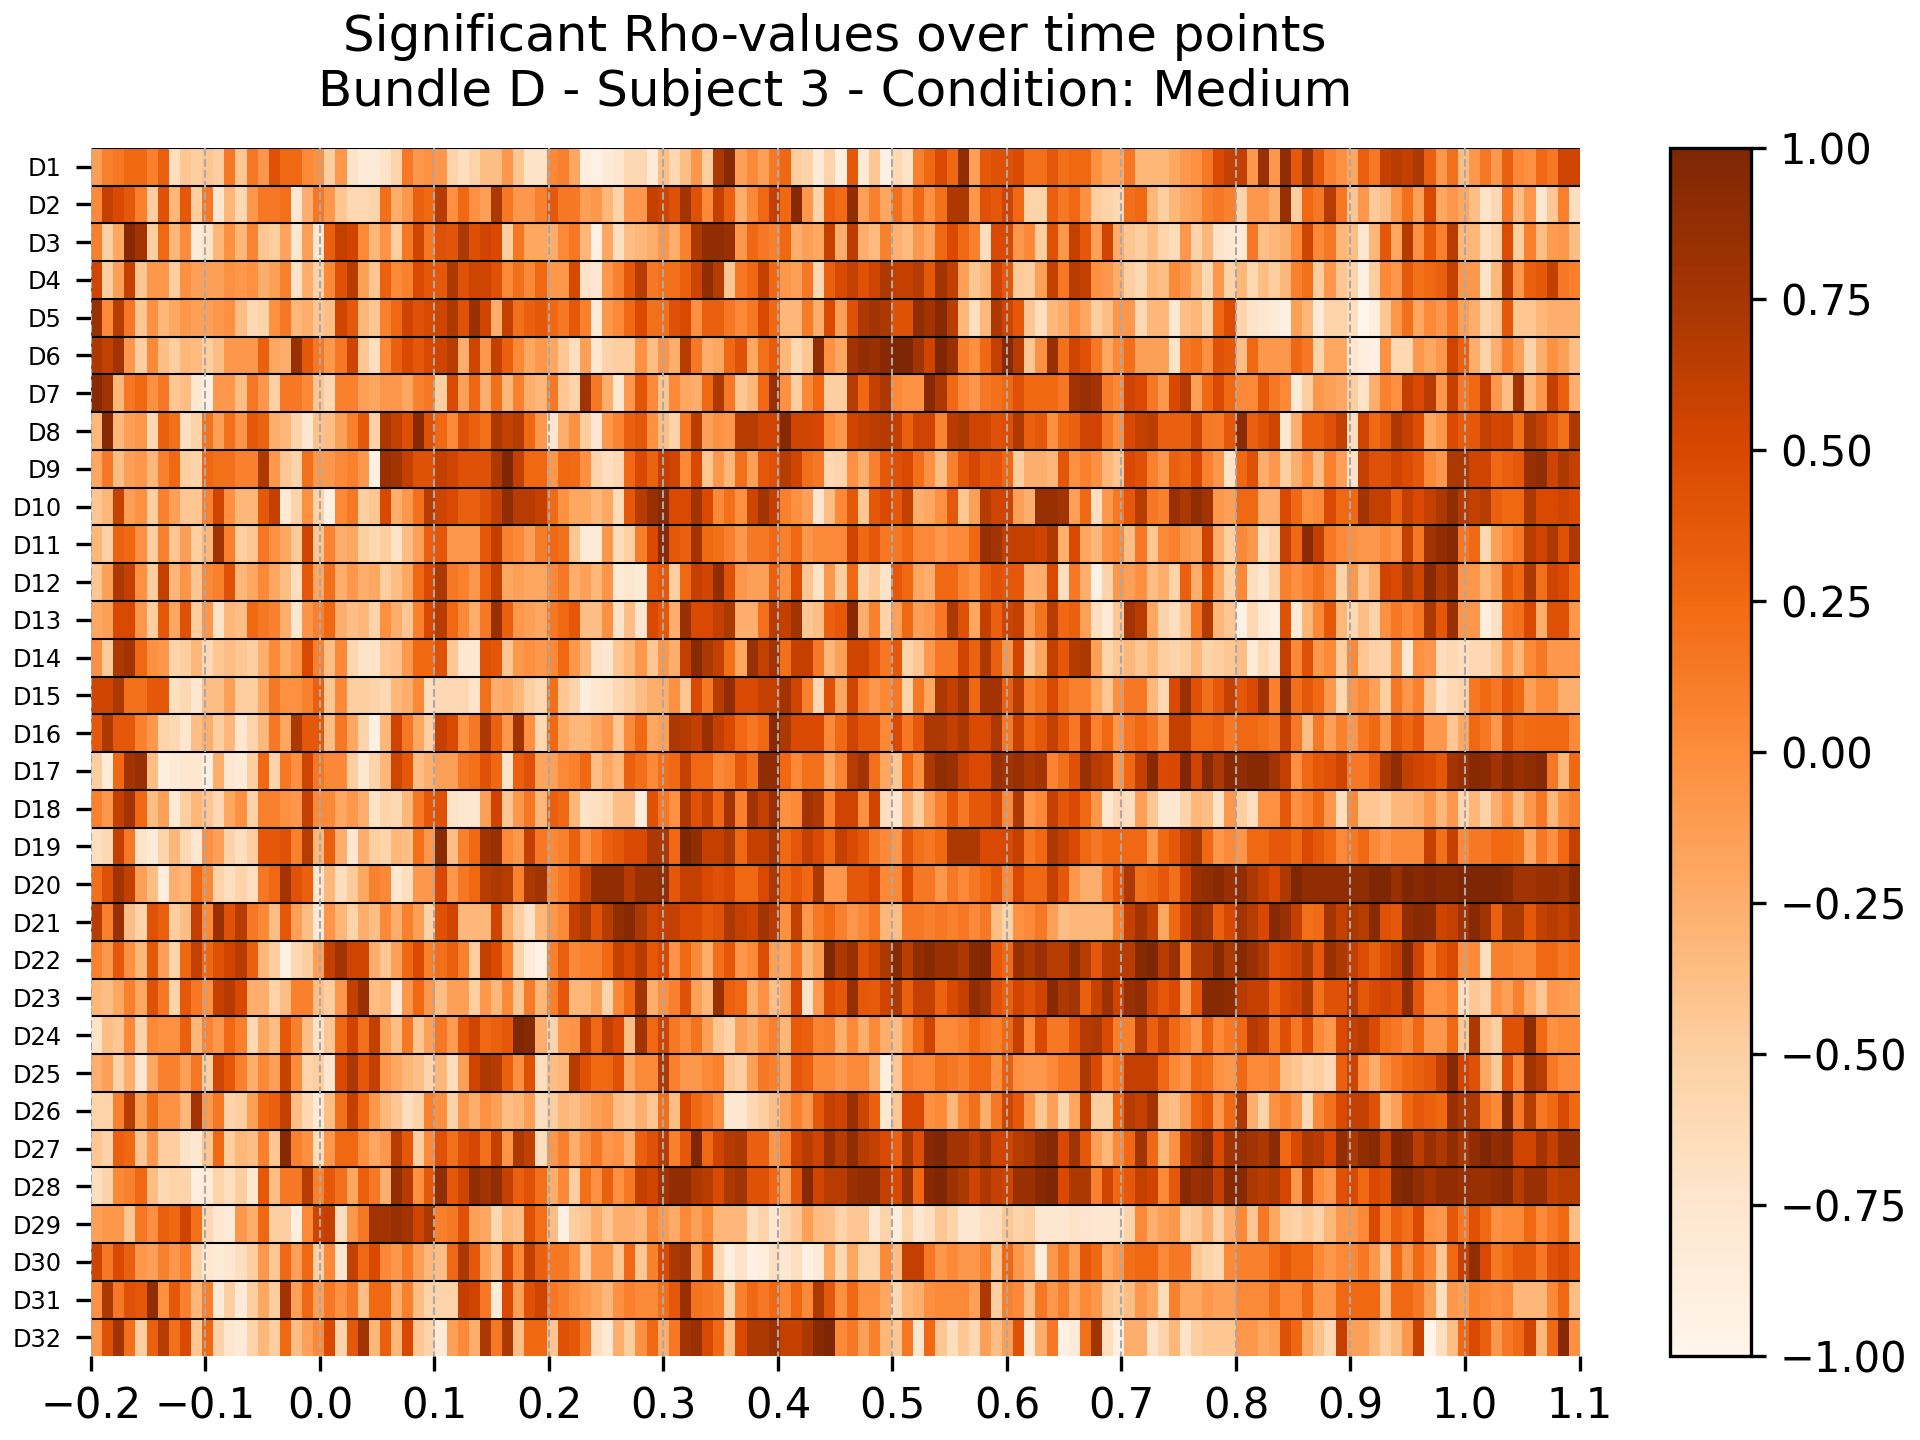 Significant Rho-values over time points
Bundle D - Subject 3 - Condition: Medium
D1
D2
D3
D4
D5
D6
D7
D8
D9
D10
D11
D12
D13
D14
D15
D16
D17
D18
D19
D20
D21
D22
D23
D24
D25
D26
D27
D28
D29
D30
D31
D32
−0.2 −0.1 0.0 0.1 0.2 0.3 0.4 0.5 0.6 0.7 0.8 0.9 1.0 1.1
1.00
0.75
0.50
0.25
0.00
−0.25
−0.50
−0.75
−1.00